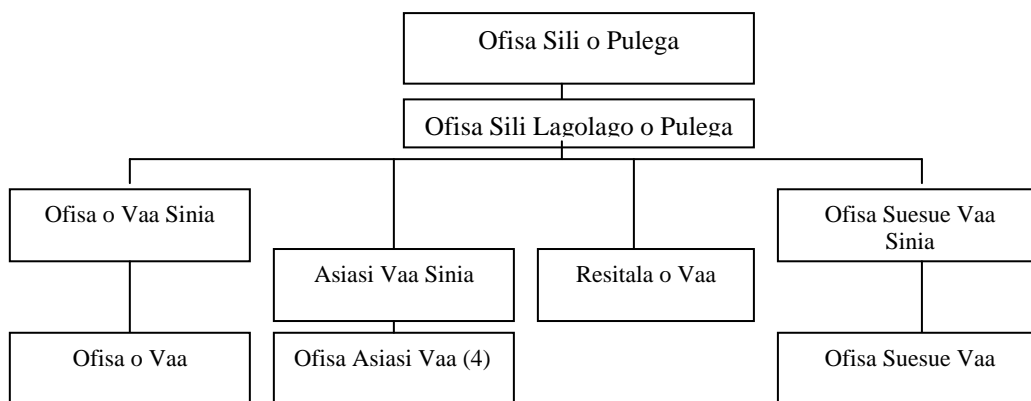 Ofisa Sili o Pulega
Ofisa Sili Lagolago o Pulega
Ofisa o Vaa Sinia
Ofisa Suesue Vaa
Sinia
Asiasi Vaa Sinia
Resitala o Vaa
Ofisa o Vaa
Ofisa Asiasi Vaa (4)
Ofisa Suesue Vaa